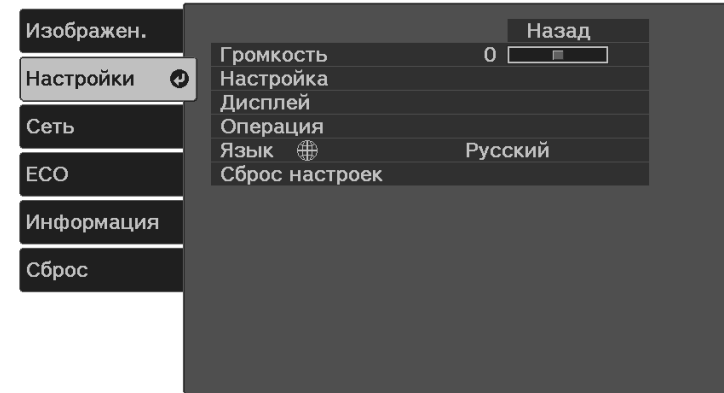 Изображен.
Настройки
Сеть
ECO
Информация
Сброс
Назад
Громкость 0
Настройка
Дисплей
Операция
Язык Русский
Сброс настроек